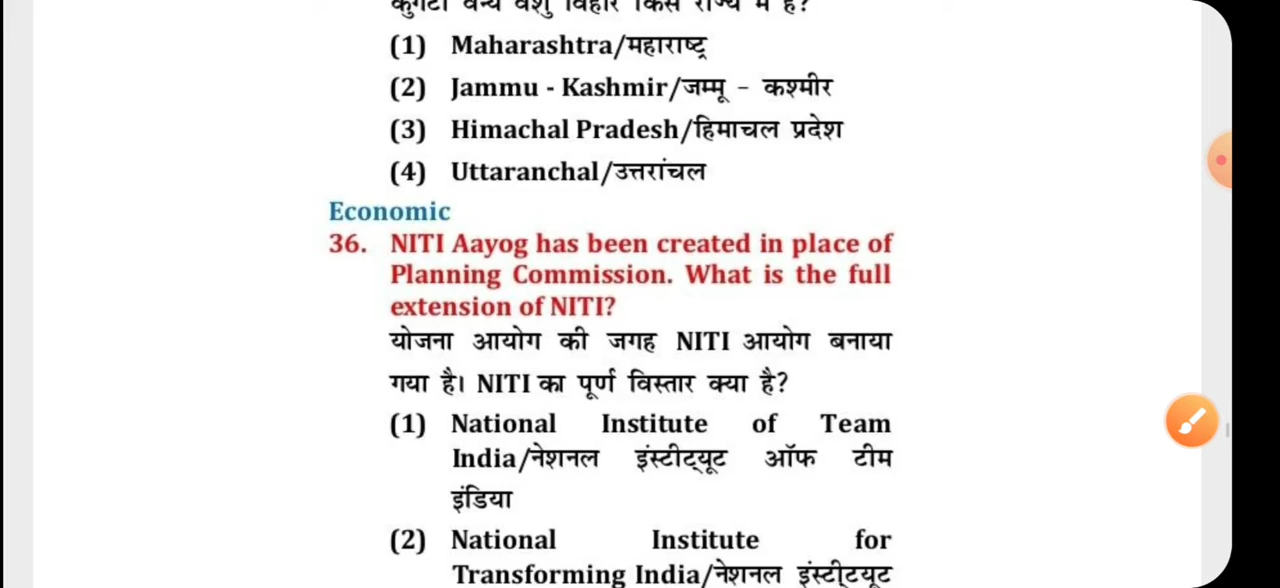 कुगटी वन्य पशु विहार किस राज्य में है?
(1) Maharashtra/महाराष्ट्र
(2) Jammu - Kashmir/जम्मू - कश्मीर
(3) Himachal Pradesh/हिमाचल प्रदेश
(4) Uttaranchal/उत्तरांचल
Economic
36. NITI Aayog has been created in place of
Planning Commission. What is the full
extension of NITI?
योजना आयोग की जगह NITI आयोग बनाया
गया है। NITI का पूर्ण विस्तार क्या है?
(1) National Institute of Team
India/नेशनल इंस्टीट्यूट ऑफ टीम
इंडिया
(2) National Institute for
Transforming India/नेशनल इंस्टीट्यूट